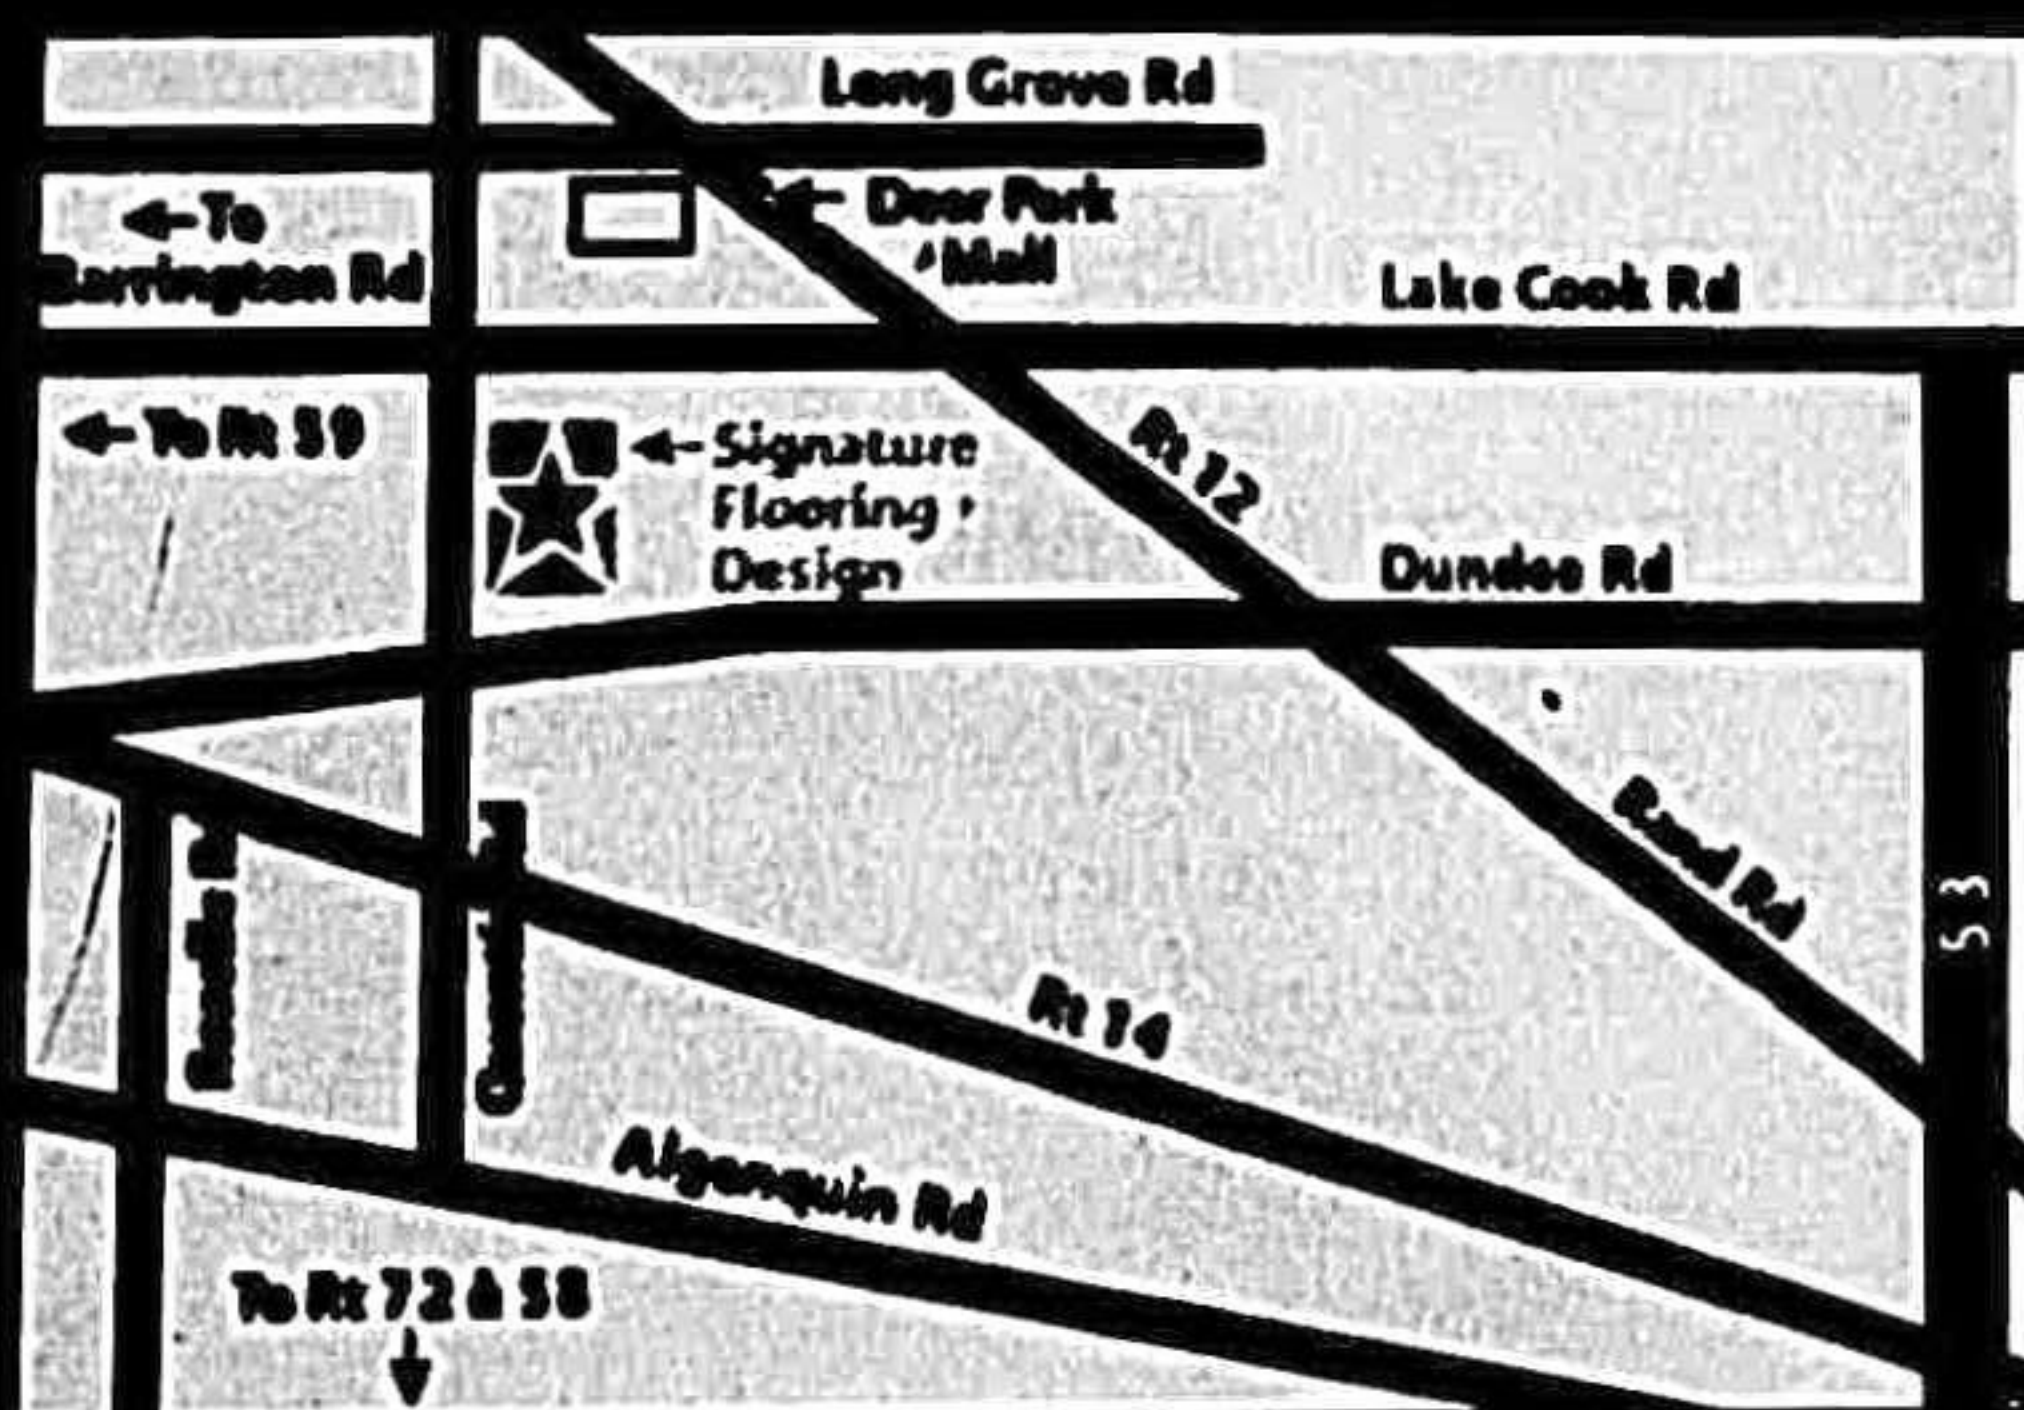 Long Grove Rd
Deer Park
Mall
To
Barrington Rd
Lake Cook Rd
To Rt 59
Signature
Flooring
Design
Rt 12
Dundee Rd
Rand Rd
53
Rt 14
Algonquin Rd
To Rt 72 & 58